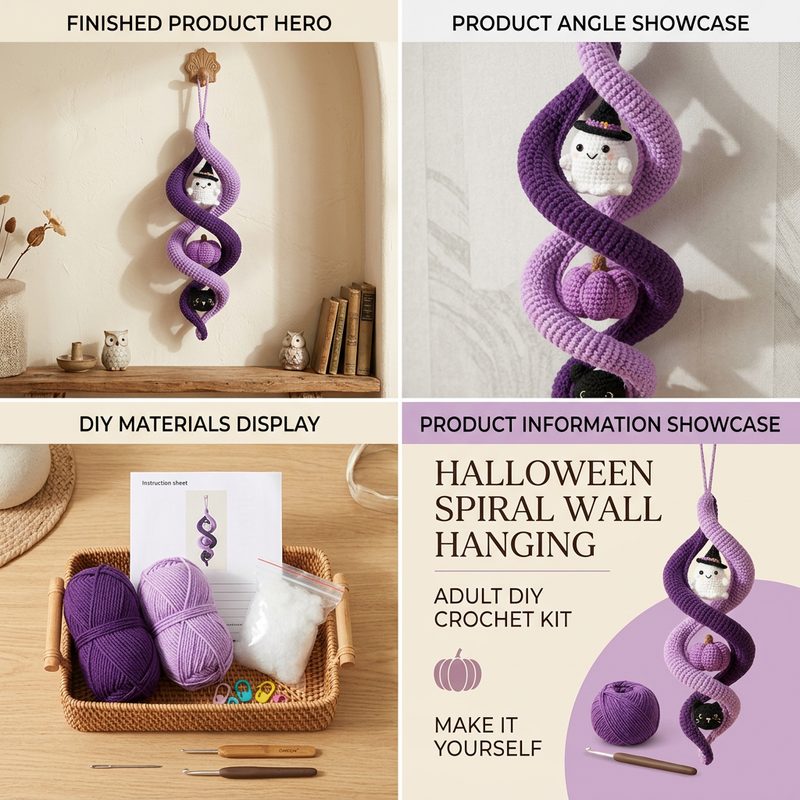 FINISHED PRODUCT HERO
PRODUCT ANGLE SHOWCASE
DIY MATERIALS DISPLAY
Instruction sheet
PRODUCT INFORMATION SHOWCASE
HALLOWEEN
SPIRAL WALL
HANGING
ADULT DIY
CROCHET KIT
MAKE IT
YOURSELF